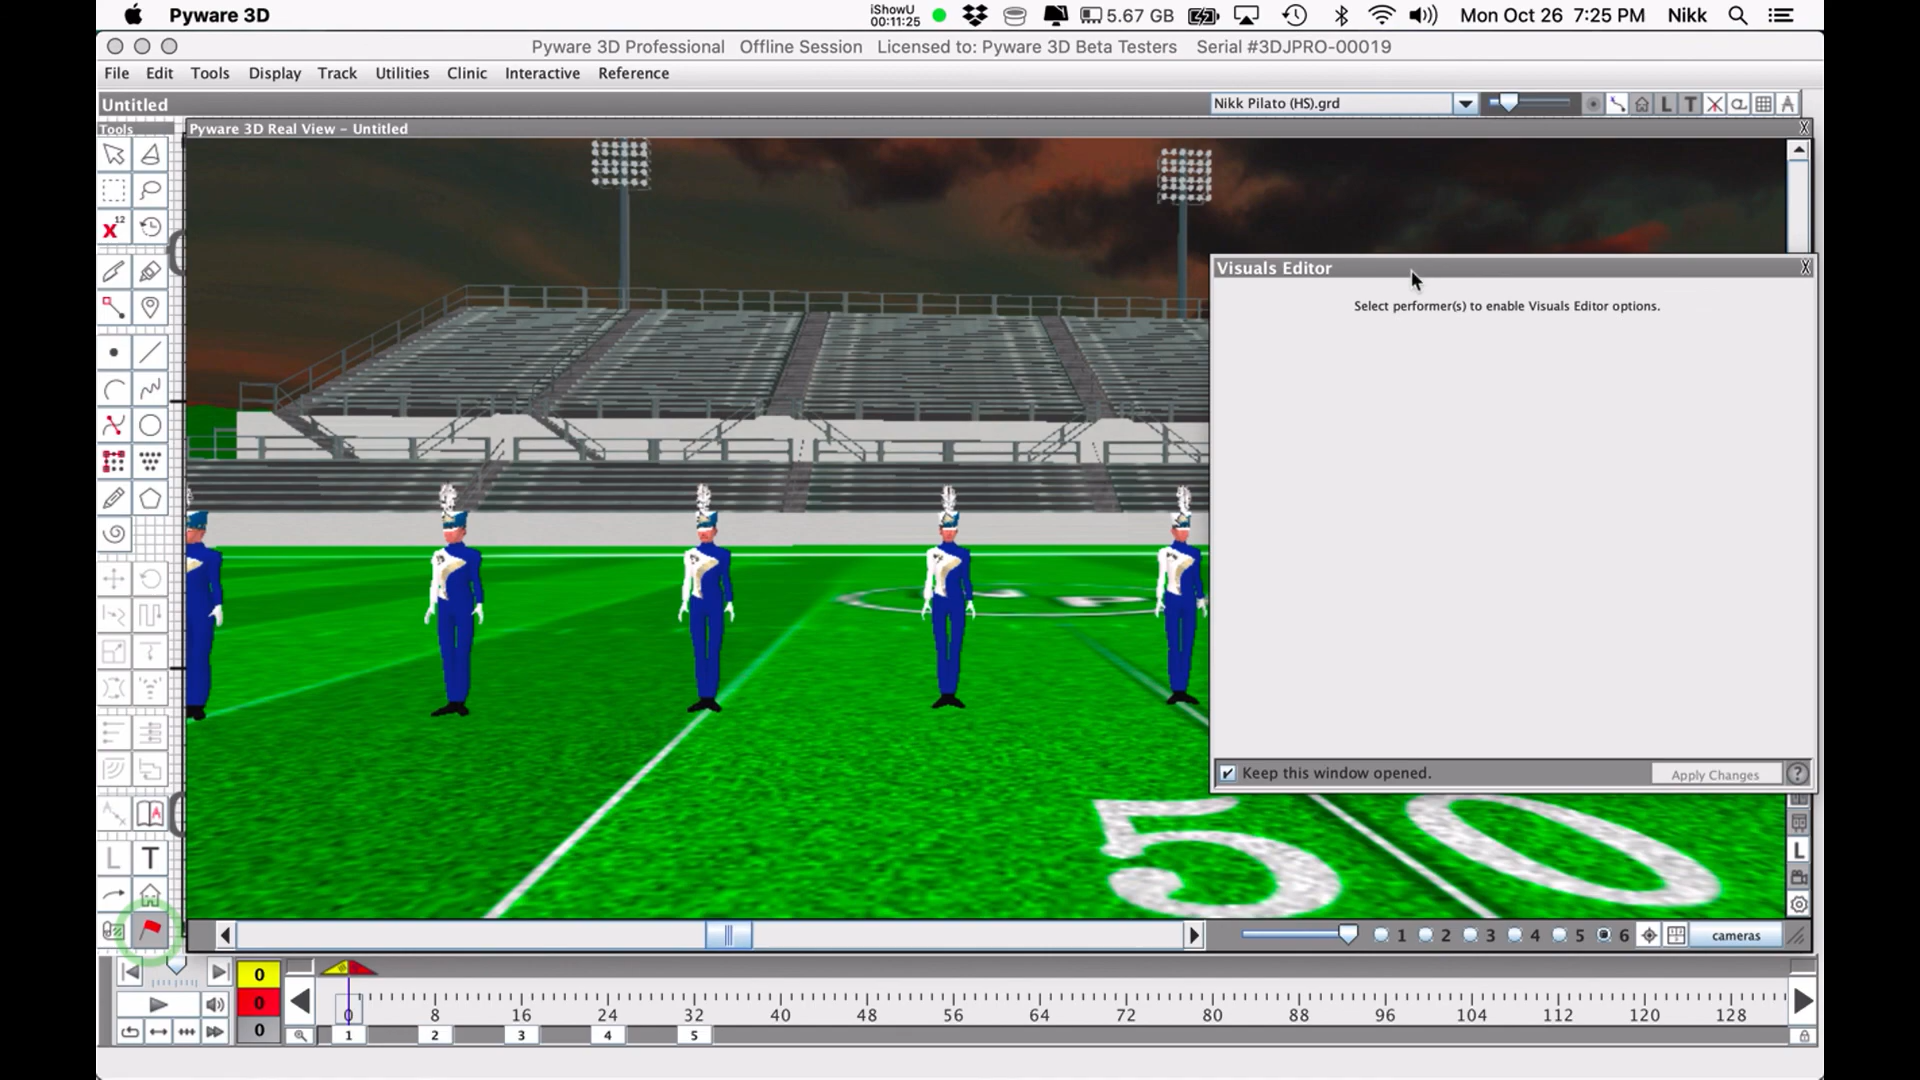 Pyware 3D
iShowU
00:11:25
5.67 GB
Mon Oct 26 7:25 PM Nikk
Pyware 3D Professional Offline Session Licensed to: Pyware 3D Beta Testers Serial #3DJPRO-00019
File Edit Tools Display Track Utilities Clinic Interactive Reference
Untitled
Nikk Pilato (HS).grd
L T
Tools
Pyware 3D Real View – Untitled
X
x12
Visuals Editor
X
Select performer(s) to enable Visuals Editor options.
Keep this window opened.
Apply Changes
?
5 0
L
L T
1 2 3 4 5 6
cameras
0
0
0
0 8 16 24 32 40 48 56 64 72 80 88 96 104 112 120 128
1 2 3 4 5